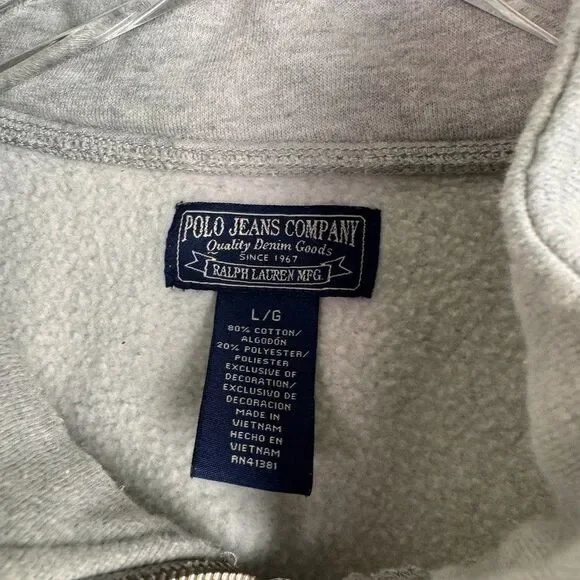 POLO JEANS COMPANY
Quality Denim Goods
SINCE 1967
RALPH LAUREN MFG.
L/G
80% COTTON/
ALGODÓN
20% POLYESTER/
POLIESTER
EXCLUSIVE OF
DECORATION/
EXCLUSIVO DE
DECORACION
MADE IN
VIETNAM
HECHO EN
VIETNAM
RN41381